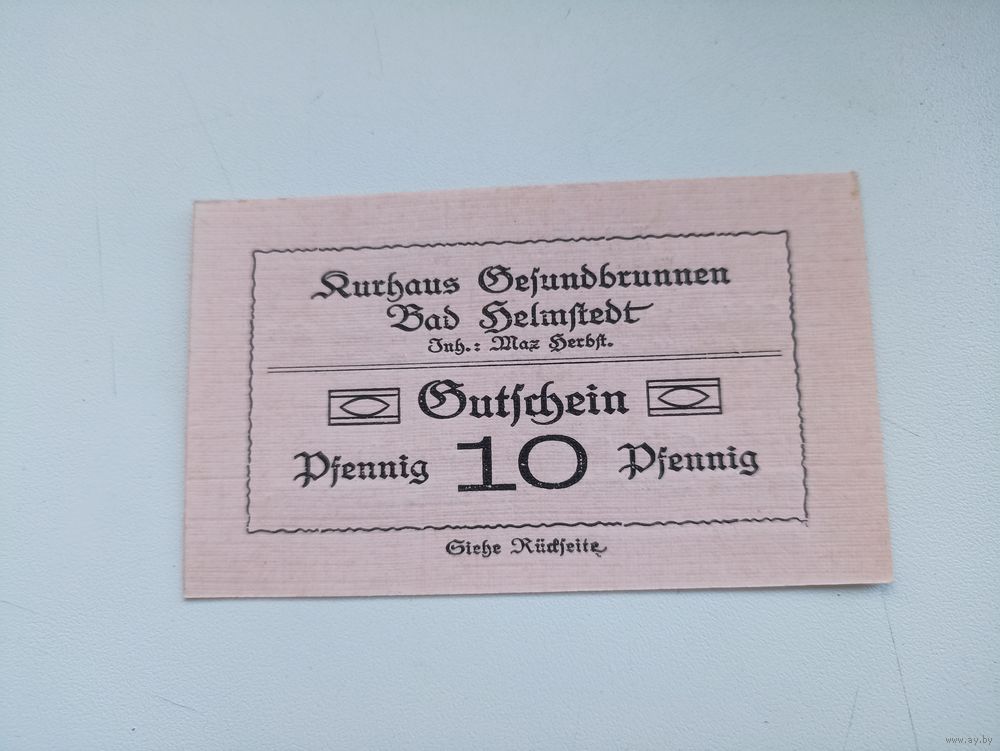 Kurhaus Gesundbrunnen
Bad Helmstedt
Inh.: Max Herbst.
Gutschein
Pfennig 10 Pfennig
Siehe Rückseite
www.ay.by